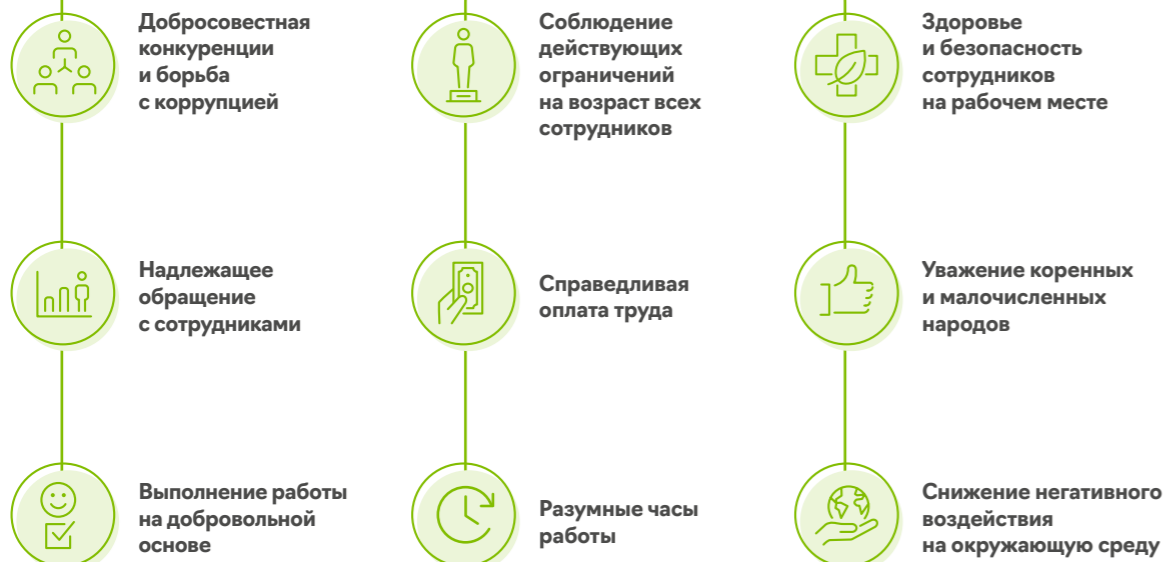 Добросовестная
конкуренции
и борьба
с коррупцией
Соблюдение
действующих
ограничений
на возраст всех
сотрудников
Здоровье
и безопасность
сотрудников
на рабочем месте
Надлежащее
обращение
с сотрудниками
Справедливая
оплата труда
Уважение коренных
и малочисленных
народов
Выполнение работы
на добровольной
основе
Разумные часы
работы
Снижение негативного
воздействия
на окружающую среду